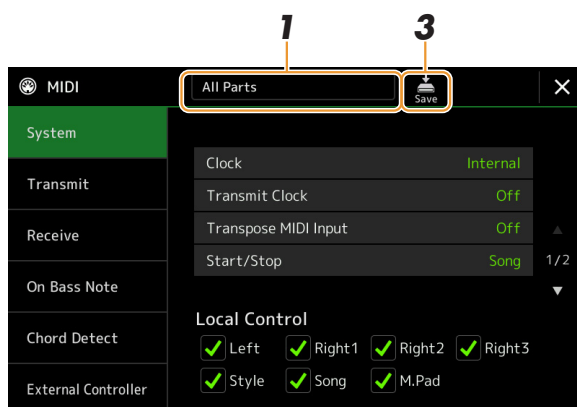 1 3
MIDI All Parts Save
System
Clock Internal
Transmit
Transmit Clock Off
Transpose MIDI Input Off
Receive
Start/Stop Song 1/2
On Bass Note
Local Control
Chord Detect
Left Right1 Right2 Right3
External Controller
Style Song M.Pad